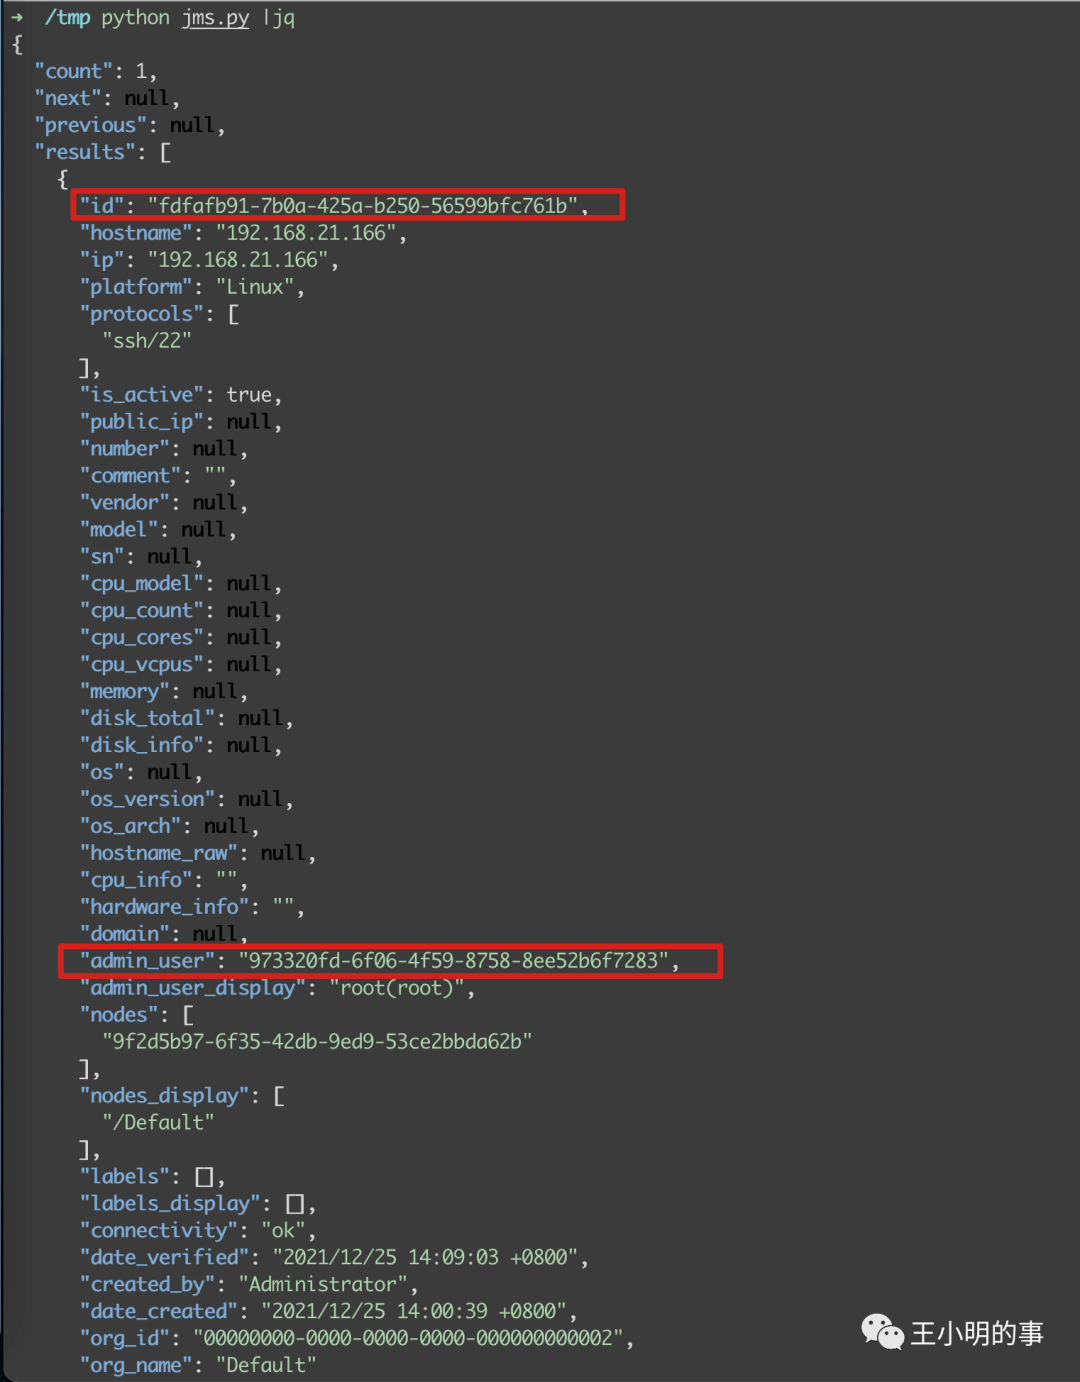 → /tmp python jms.py |jq
{
"count": 1,
"next": null,
"previous": null,
"results": [
{
"id": "fdfafb91-7b0a-425a-b250-56599bfc761b",
"hostname": "192.168.21.166",
"ip": "192.168.21.166",
"platform": "Linux",
"protocols": [
"ssh/22"
],
"is_active": true,
"public_ip": null,
"number": null,
"comment": "",
"vendor": null,
"model": null,
"sn": null,
"cpu_model": null,
"cpu_count": null,
"cpu_cores": null,
"cpu_vcpus": null,
"memory": null,
"disk_total": null,
"disk_info": null,
"os": null,
"os_version": null,
"os_arch": null,
"hostname_raw": null,
"cpu_info": "",
"hardware_info": "",
"domain": null,
"admin_user": "973320fd-6f06-4f59-8758-8ee52b6f7283",
"admin_user_display": "root(root)",
"nodes": [
"9f2d5b97-6f35-42db-9ed9-53ce2bbda62b"
],
"nodes_display": [
"/Default"
],
"labels": [],
"labels_display": [],
"connectivity": "ok",
"date_verified": "2021/12/25 14:09:03 +0800",
"created_by": "Administrator",
"date_created": "2021/12/25 14:00:39 +0800",
"org_id": "00000000-0000-0000-0000-000000000002",
"org_name": "Default"
王小明的事